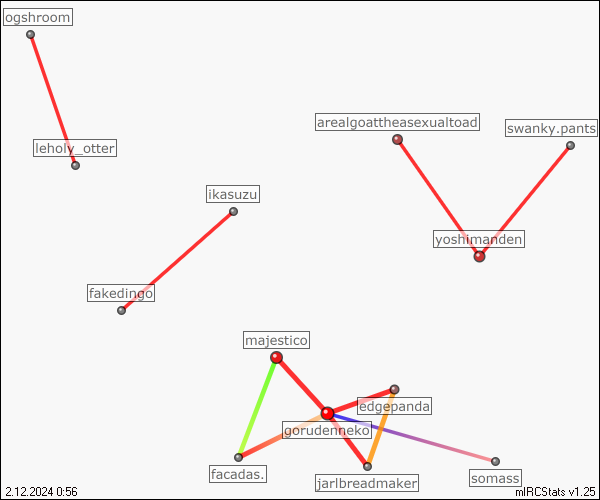 ogshroom
arealgoattheasexualtoad
swanky.pants
leholy_otter
ikasuzu
yoshimanden
fakedingo
majestico
edgepanda
gorudenneko
facadas.
jarlbreadmaker
somass
2.12.2024 0:56
mIRCStats v1.25